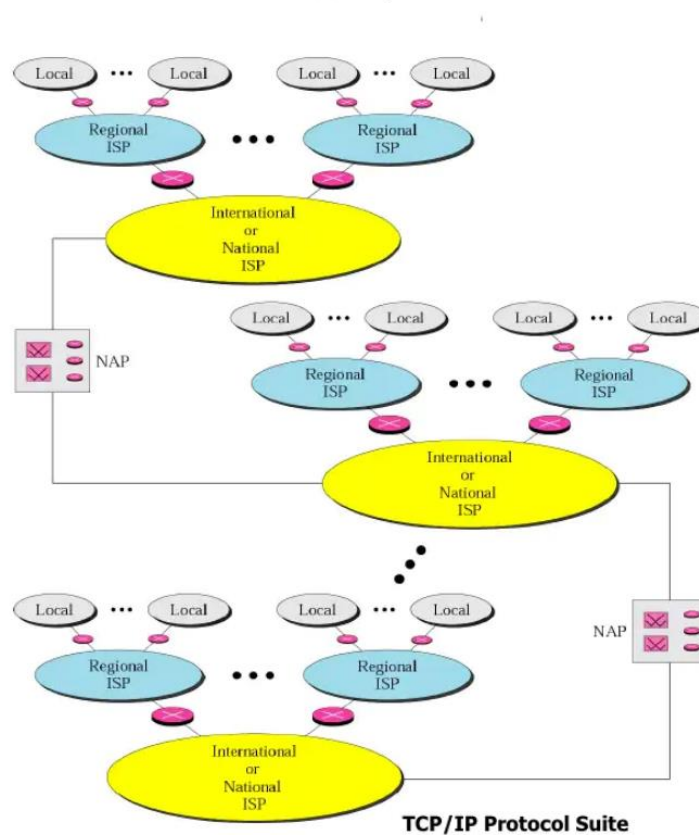 Local ••• Local Local ••• Local
Regional
ISP
•••
Regional
ISP
International
or
National
ISP
NAP
Local ••• Local Local ••• Local
Regional
ISP
•••
Regional
ISP
International
or
National
ISP
•••
Local ••• Local Local ••• Local
NAP
Regional
ISP
•••
Regional
ISP
International
or
National
ISP
TCP/IP Protocol Suite